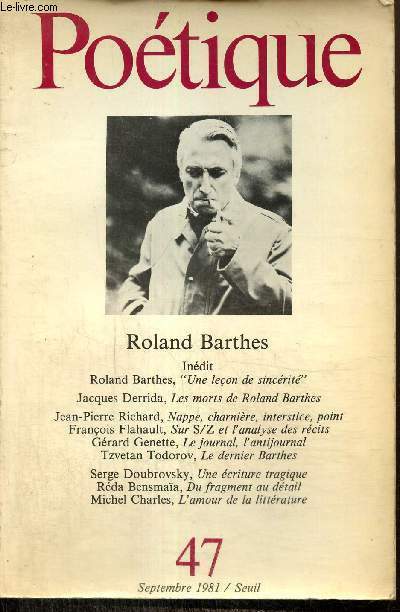 Le-livre.com
Poétique
Roland Barthes
Inédit
Roland Barthes, "Une leçon de sincérité"
Jacques Derrida, Les morts de Roland Barthes
Jean-Pierre Richard, Nappe, charnière, interstice, point
François Flahault, Sur S/Z et l'analyse des récits
Gérard Genette, Le journal, l'antijournal
Tzvetan Todorov, Le dernier Barthes
Serge Doubrovsky, Une écriture tragique
Réda Bensmaïa, Du fragment au détail
Michel Charles, L'amour de la littérature
47
Septembre 1981 / Seuil